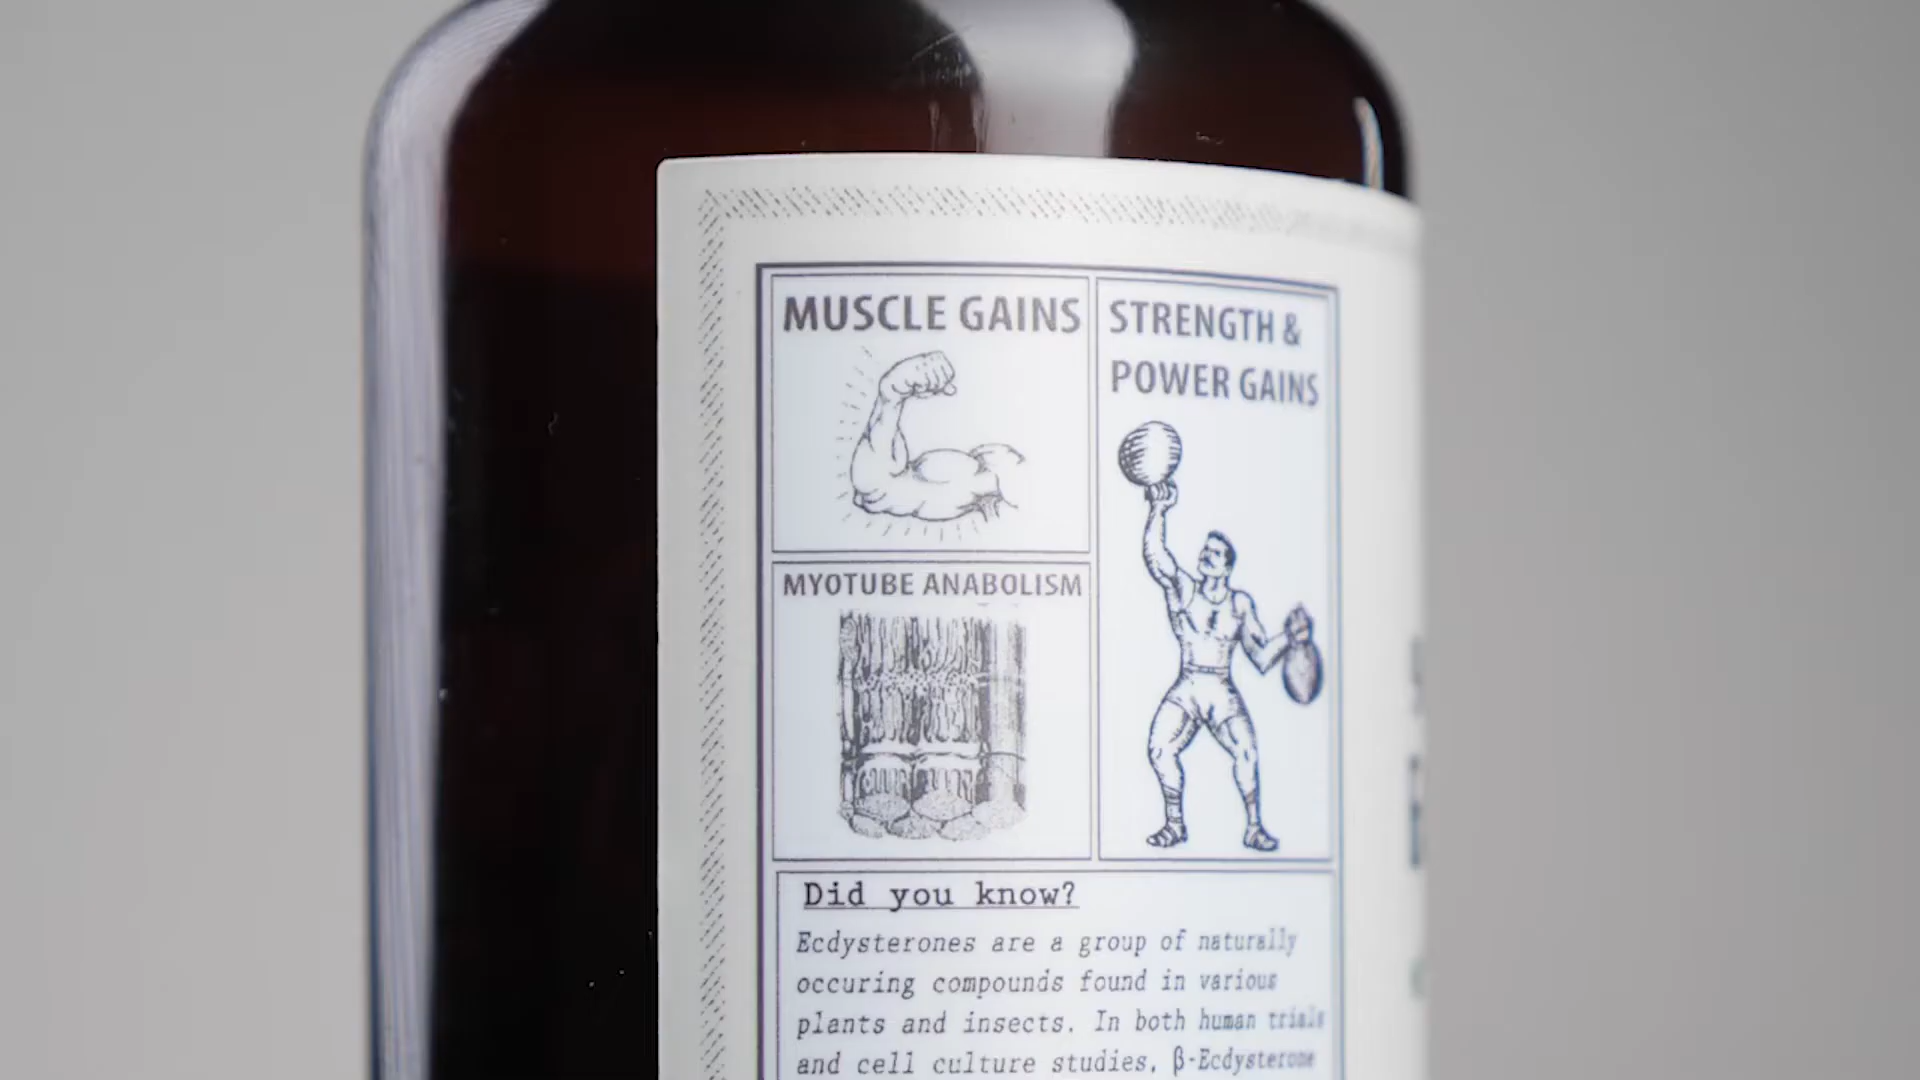 MUSCLE GAINS
STRENGTH &
POWER GAINS
MYOTUBE ANABOLISM
Did you know?
Ecdysterones are a group of naturally
occuring compounds found in various
plants and insects. In both human trials
and cell culture studies, β-Ecdysterone